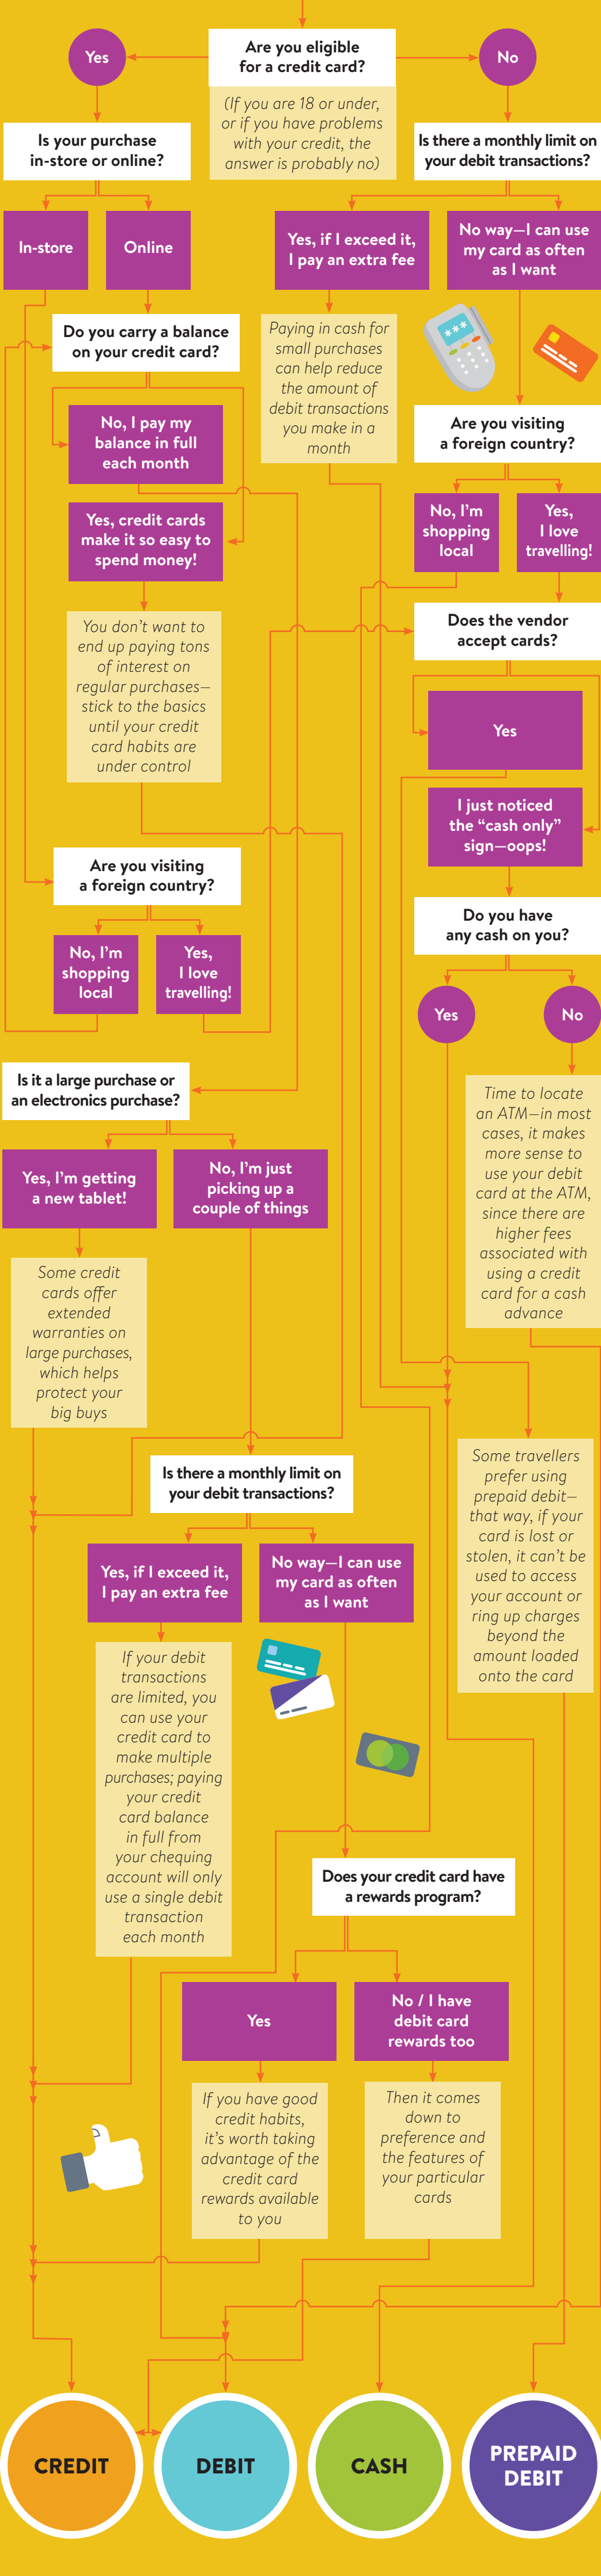 Are you eligible
for a credit card?
Yes
No
(If you are 18 or under,
or if you have problems
with your credit, the
answer is probably no)
Is your purchase
in-store or online?
Is there a monthly limit on
your debit transactions?
In-store
Online
Yes, if I exceed it,
I pay an extra fee
No way—I can use
my card as often
as I want
Do you carry a balance
on your credit card?
Paying in cash for
small purchases
can help reduce
the amount of
debit transactions
you make in a
month
***
No, I pay my
balance in full
each month
Are you visiting
a foreign country?
Yes, credit cards
make it so easy to
spend money!
No, I’m
shopping
local
Yes,
I love
travelling!
You don’t want to
end up paying tons
of interest on
regular purchases—
stick to the basics
until your credit
card habits are
under control
Does the vendor
accept cards?
Yes
I just noticed
the “cash only”
sign—oops!
Are you visiting
a foreign country?
Do you have
any cash on you?
No, I’m
shopping
local
Yes,
I love
travelling!
Yes
No
Is it a large purchase or
an electronics purchase?
Time to locate
an ATM—in most
cases, it makes
more sense to
use your debit
card at the ATM,
since there are
higher fees
associated with
using a credit
card for a cash
advance
Yes, I’m getting
a new tablet!
No, I’m just
picking up a
couple of things
Some credit
cards offer
extended
warranties on
large purchases,
which helps
protect your
big buys
Some travellers
prefer using
prepaid debit—
that way, if your
card is lost or
stolen, it can’t be
used to access
your account or
ring up charges
beyond the
amount loaded
onto the card
Is there a monthly limit on
your debit transactions?
Yes, if I exceed it,
I pay an extra fee
No way—I can use
my card as often
as I want
If your debit
transactions
are limited, you
can use your
credit card to
make multiple
purchases; paying
your credit
card balance
in full from
your chequing
account will only
use a single debit
transaction
each month
Does your credit card have
a rewards program?
Yes
No / I have
debit card
rewards too
If you have good
credit habits,
it’s worth taking
advantage of the
credit card
rewards available
to you
Then it comes
down to
preference and
the features of
your particular
cards
CREDIT
DEBIT
CASH
PREPAID
DEBIT